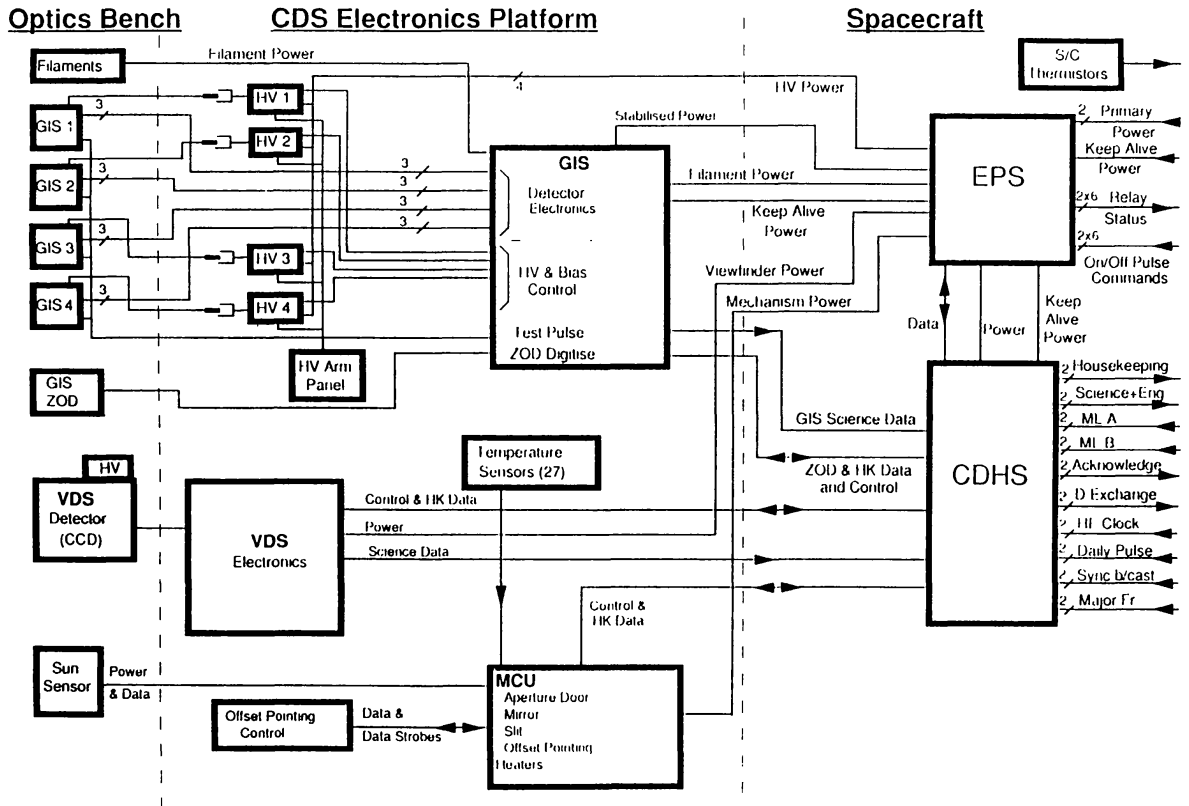 Optics Bench
CDS Electronics Platform
Spacecraft
Filaments
Filament Power
S/C
Thermistors
4
HV Power
GIS 1
3
HV 1
Stabilised Power
2
Primary
Power
Keep Alive
Power
2x6
Relay
Status
2x6
On/Off Pulse
Commands
EPS
HV 2
GIS 2
3
GIS 3
3
HV 3
GIS 4
3
HV 4
3
3
3
3
GIS
Detector
Electronics
HV & Bias
Control
Test Pulse
ZOD Digitise
Filament Power
Keep Alive
Power
Viewfinder Power
Mechanism Power
Data
Power
Keep
Alive
Power
HV Arm
Panel
GIS
ZOD
GIS Science Data
ZOD & HK Data
and Control
CDHS
2
Housekeeping
2
Science+Eng
2
ML A
2
ML B
2
Acknowledge
2
D Exchange
2
HF Clock
2
Daily Pulse
2
Sync b/cast
2
Major Fr
Temperature
Sensors (27)
HV
VDS
Detector
(CCD)
VDS
Electronics
Control & HK Data
Power
Science Data
Control &
HK Data
Sun
Sensor
Power
& Data
Offset Pointing
Control
Data &
Data Strobes
MCU
Aperture Door
Mirror
Slit
Offset Pointing
Heaters